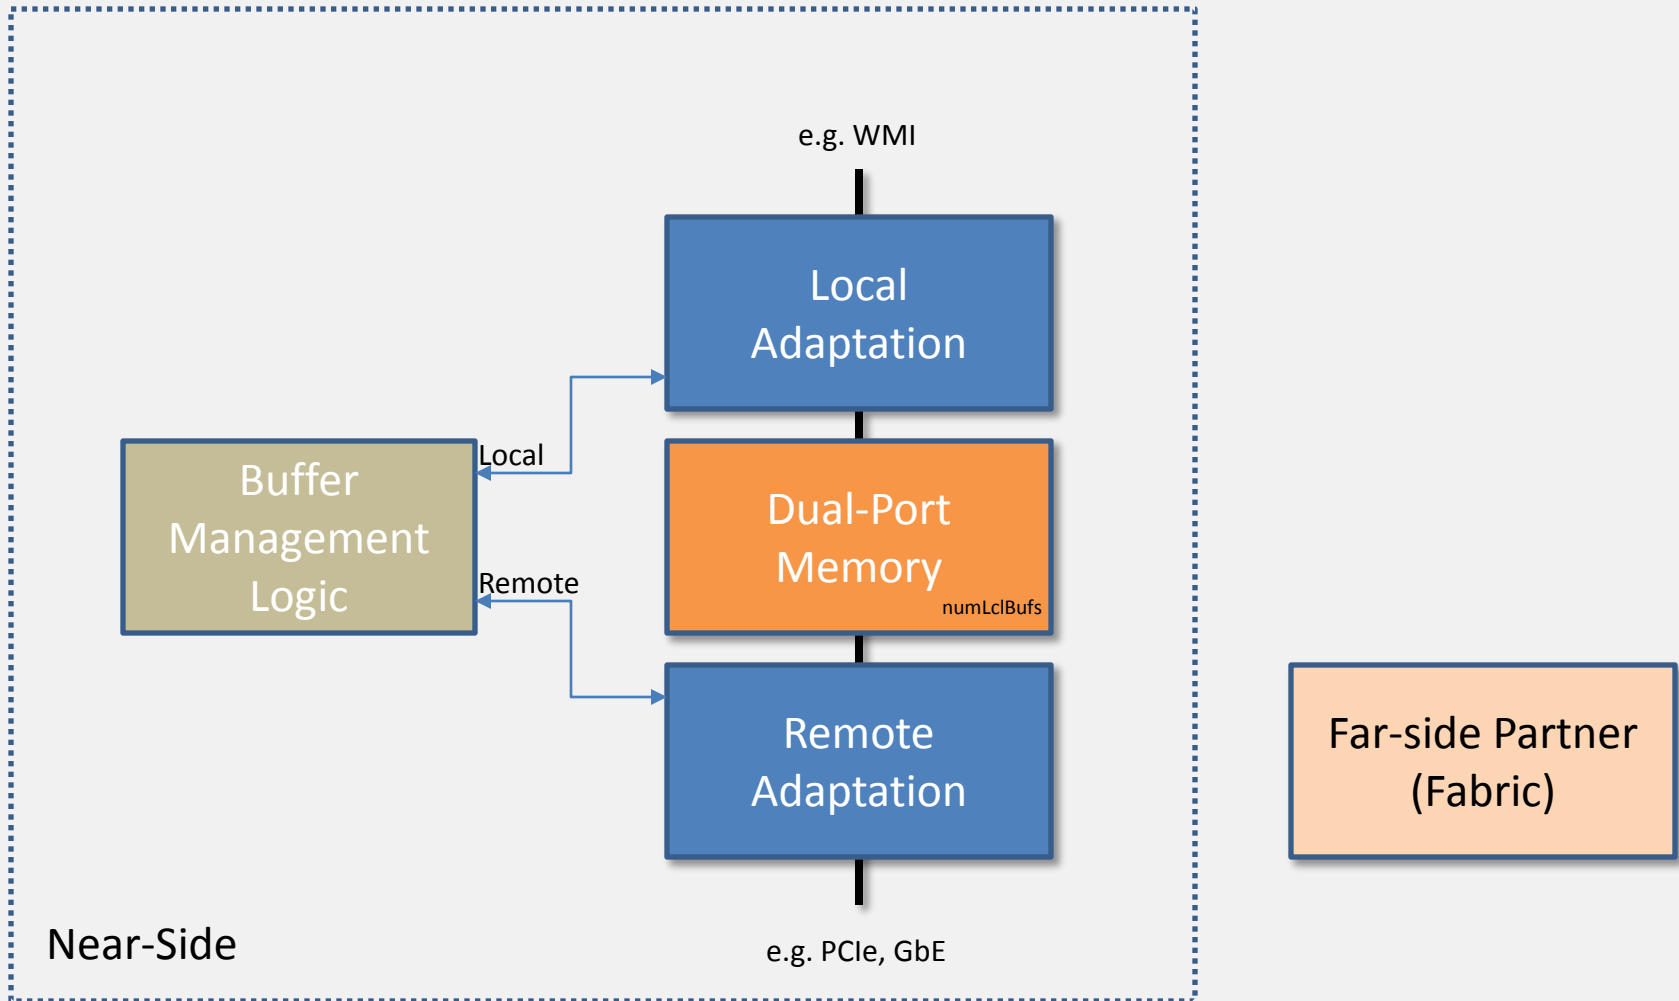 e.g. WMI
Local
Adaptation
Local
Buffer
Management
Logic
Remote
Dual-Port
Memory
numLclBufs
Remote
Adaptation
Far-side Partner
(Fabric)
Near-Side
e.g. PCIe, GbE